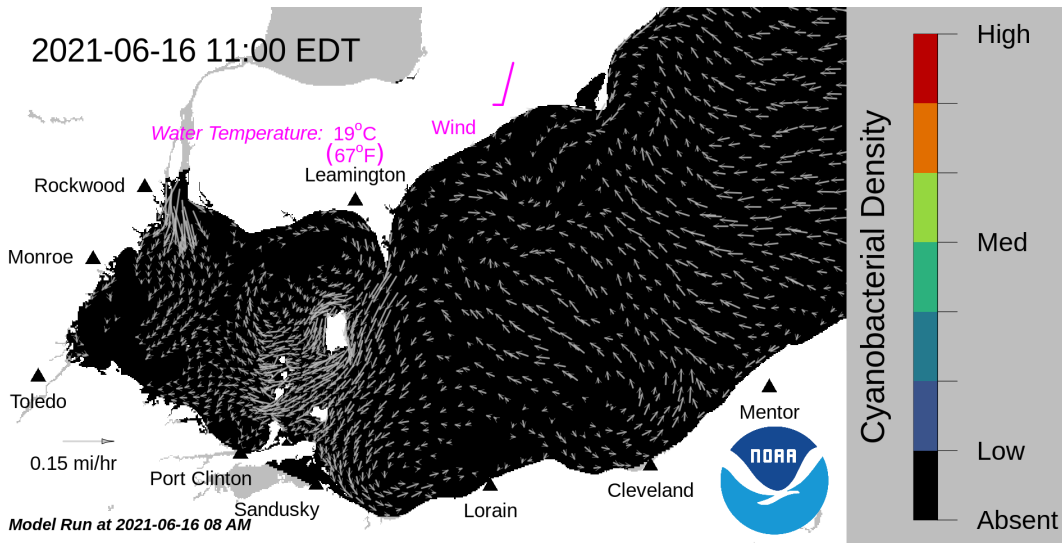 2021-06-16 11:00 EDT
Water Temperature: 19°C
(67°F)
Wind
Leamington
Rockwood
Monroe
Toledo
0.15 mi/hr
Port Clinton
Sandusky
Lorain
Cleveland
Mentor
NOAA
Model Run at 2021-06-16 08 AM
Cyanobacterial Density
High
Med
Low
Absent